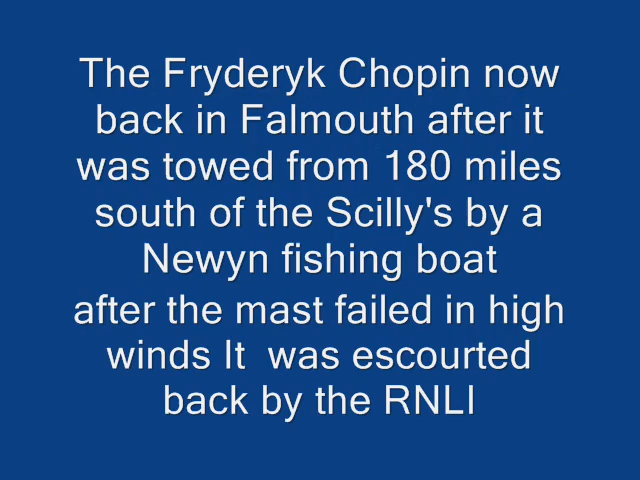 The Fryderyk Chopin now
back in Falmouth after it
was towed from 180 miles
south of the Scilly's by a
Newyn fishing boat
after the mast failed in high
winds It  was escourted
back by the RNLI